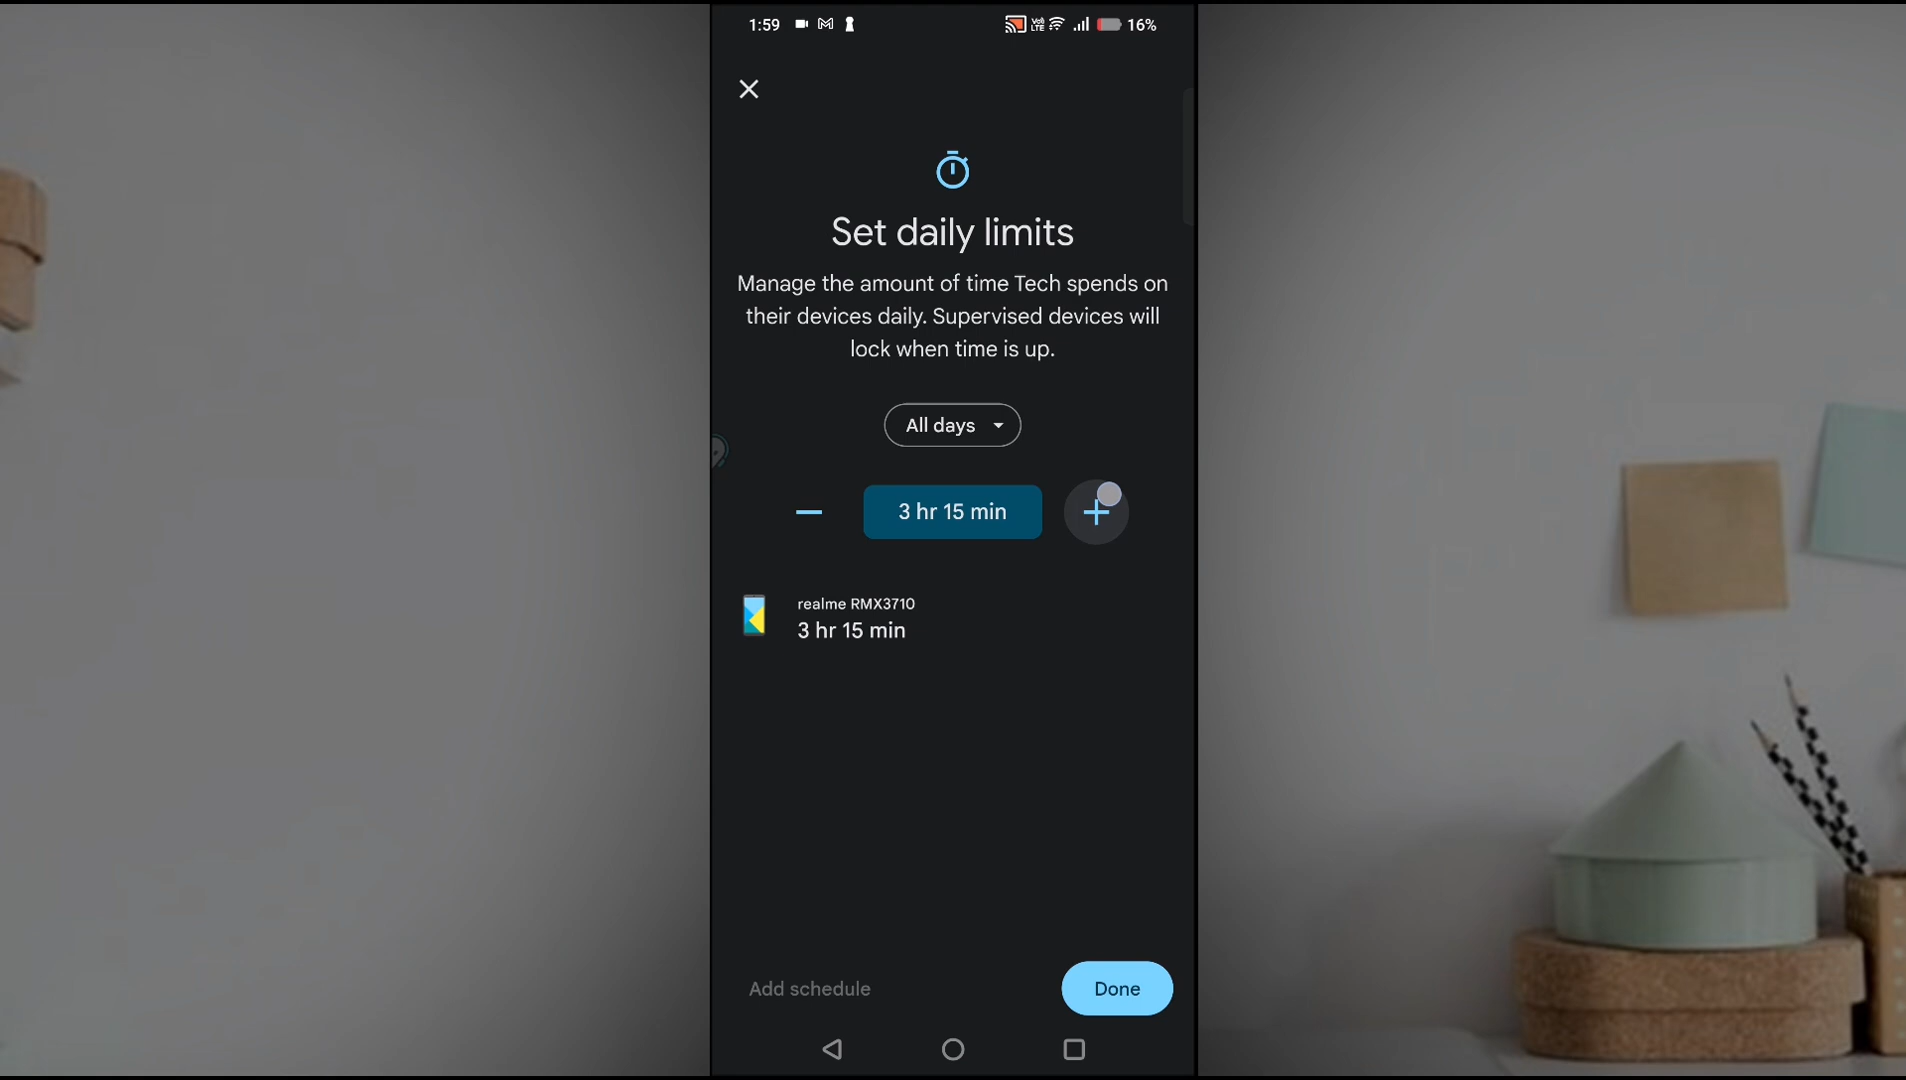 1:59
Vo)
LTE
16%
Set daily limits
Manage the amount of time Tech spends on
their devices daily. Supervised devices will
lock when time is up.
All days
3 hr 15 min
realme RMX3710
3 hr 15 min
Add schedule
Done